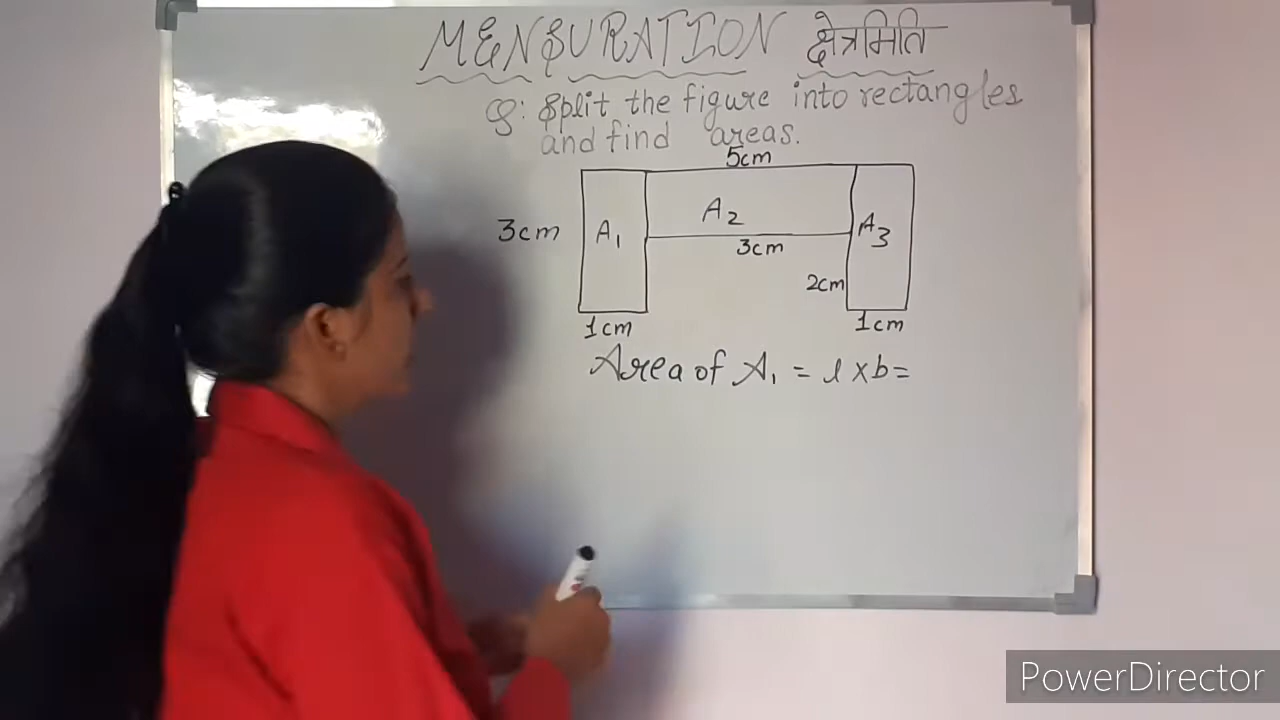 MENSURATION क्षेत्रमिति
Q: Split the figure into rectangles
and find areas.
5cm
3cm A₁ A₂ A₃
3cm
2cm
1cm 1cm
Area of A₁ = l x b =
PowerDirector